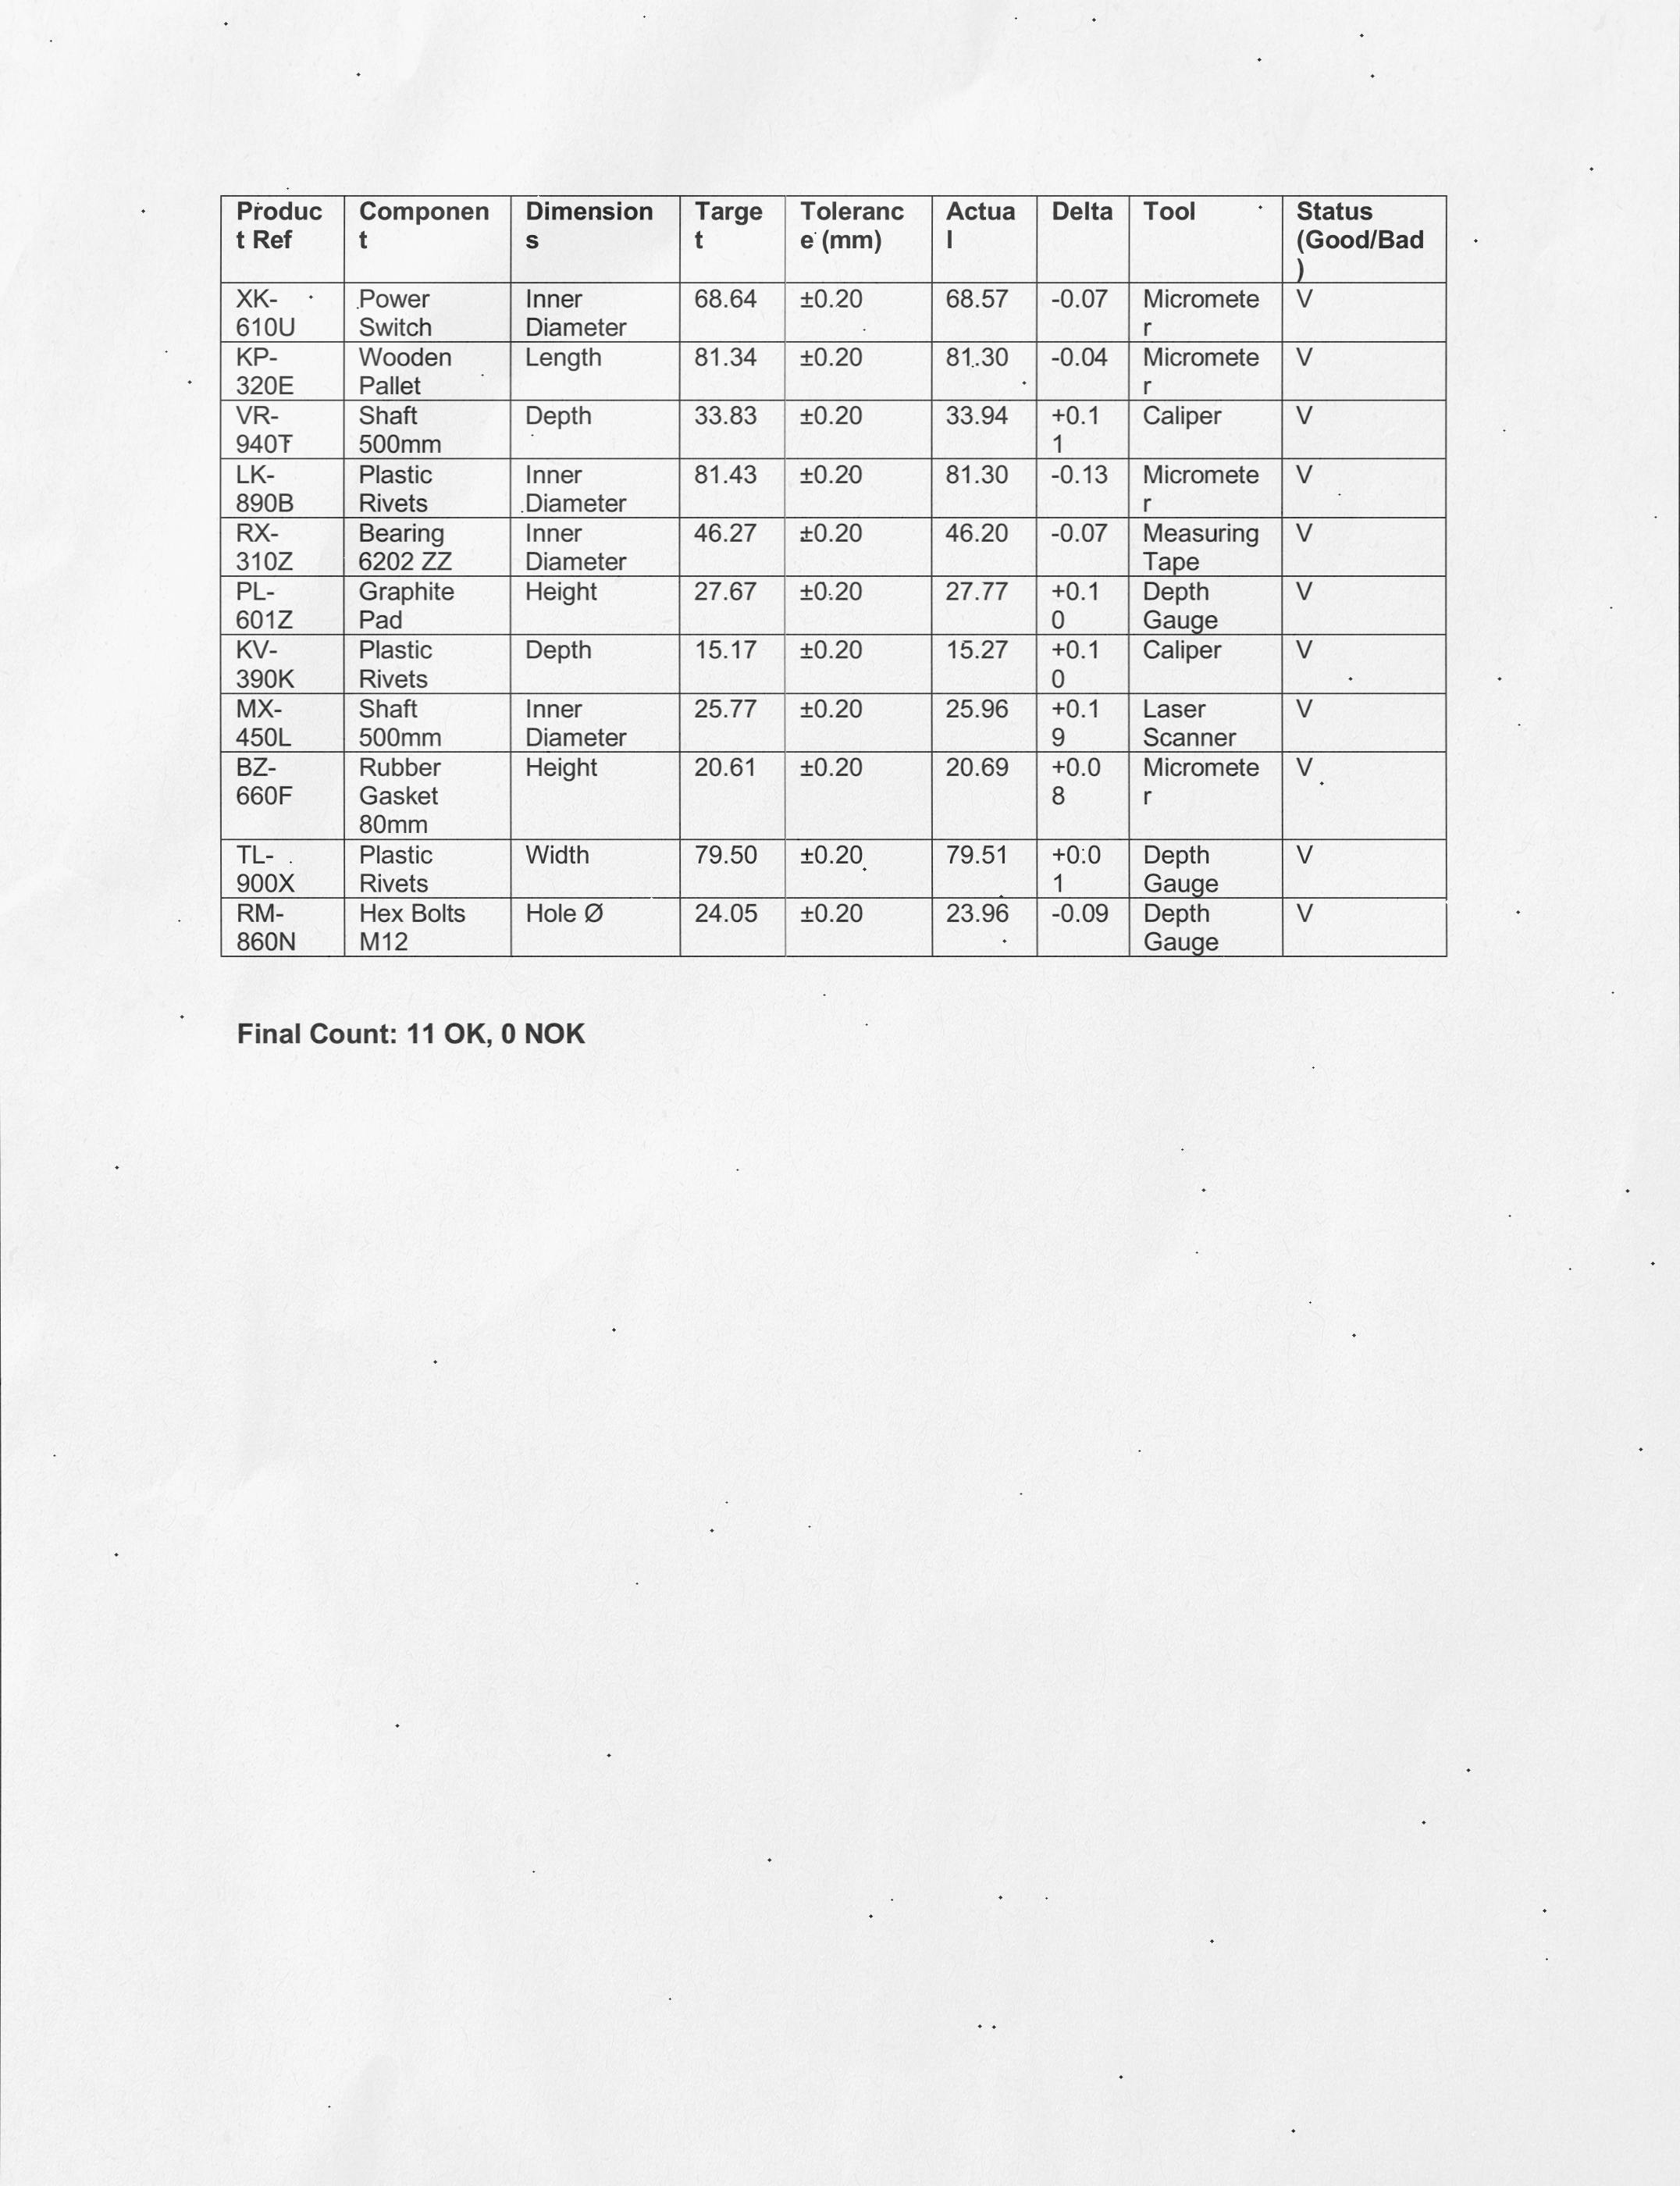 Product Ref Component Dimensions Target Tolerance (mm) Actual Delta Tool Status (Good/Bad)
XK-610U Power Switch Inner Diameter 68.64 ±0.20 68.57 -0.07 Micrometer V
KP-320E Wooden Pallet Length 81.34 ±0.20 81.30 -0.04 Micrometer V
VR-940T Shaft 500mm Depth 33.83 ±0.20 33.94 +0.11 Caliper V
LK-890B Plastic Rivets Inner Diameter 81.43 ±0.20 81.30 -0.13 Micrometer V
RX-310Z Bearing 6202 ZZ Inner Diameter 46.27 ±0.20 46.20 -0.07 Measuring Tape V
PL-601Z Graphite Pad Height 27.67 ±0.20 27.77 +0.10 Depth Gauge V
KV-390K Plastic Rivets Depth 15.17 ±0.20 15.27 +0.10 Caliper V
MX-450L Shaft 500mm Inner Diameter 25.77 ±0.20 25.96 +0.19 Laser Scanner V
BZ-660F Rubber Gasket 80mm Height 20.61 ±0.20 20.69 +0.08 Micrometer V
TL-900X Plastic Rivets Width 79.50 ±0.20 79.51 +0.01 Depth Gauge V
RM-860N Hex Bolts M12 Hole Ø 24.05 ±0.20 23.96 -0.09 Depth Gauge V
Final Count: 11 OK, 0 NOK